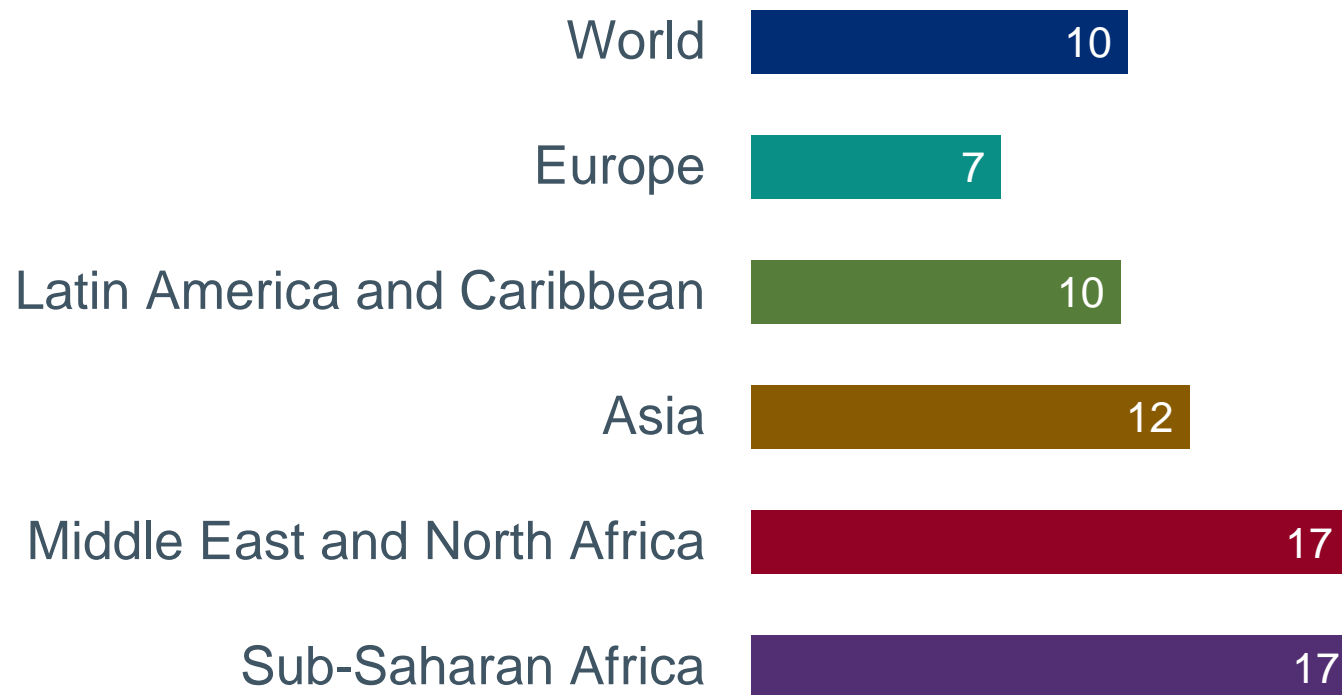 World 10
Europe 7
Latin America and Caribbean 10
Asia 12
Middle East and North Africa 17
Sub-Saharan Africa 17